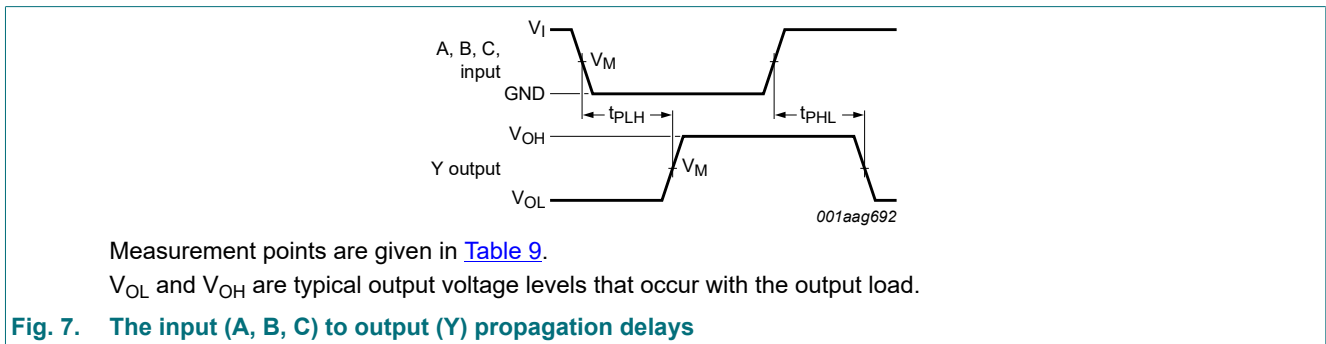 VI
A, B, C,
input
VM
GND
tPLH
tPHL
VOH
Y output
VM
VOL
001aag692
Measurement points are given in Table 9.
VOL and VOH are typical output voltage levels that occur with the output load.
Fig. 7. The input (A, B, C) to output (Y) propagation delays